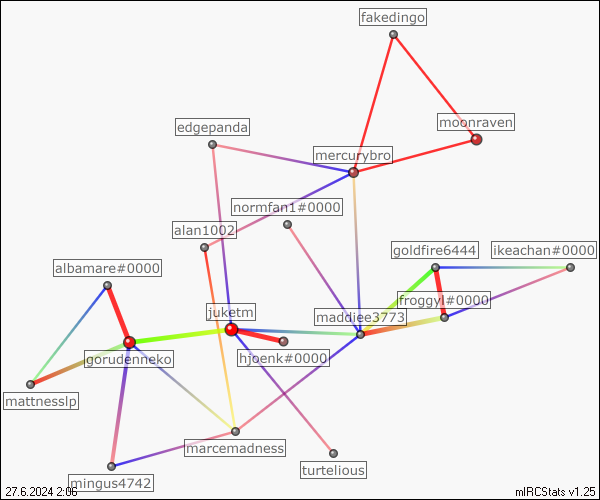 fakedingo
moonraven
edgepanda
mercurybro
normfan1#0000
alan1002
goldfire6444
ikeachan#0000
albamare#0000
froggyl#0000
juketm
maddiee3773
gorudenneko
hjoenk#0000
mattnesslp
marcemadness
turtelious
mingus4742
27.6.2024 2:06
mIRCStats v1.25